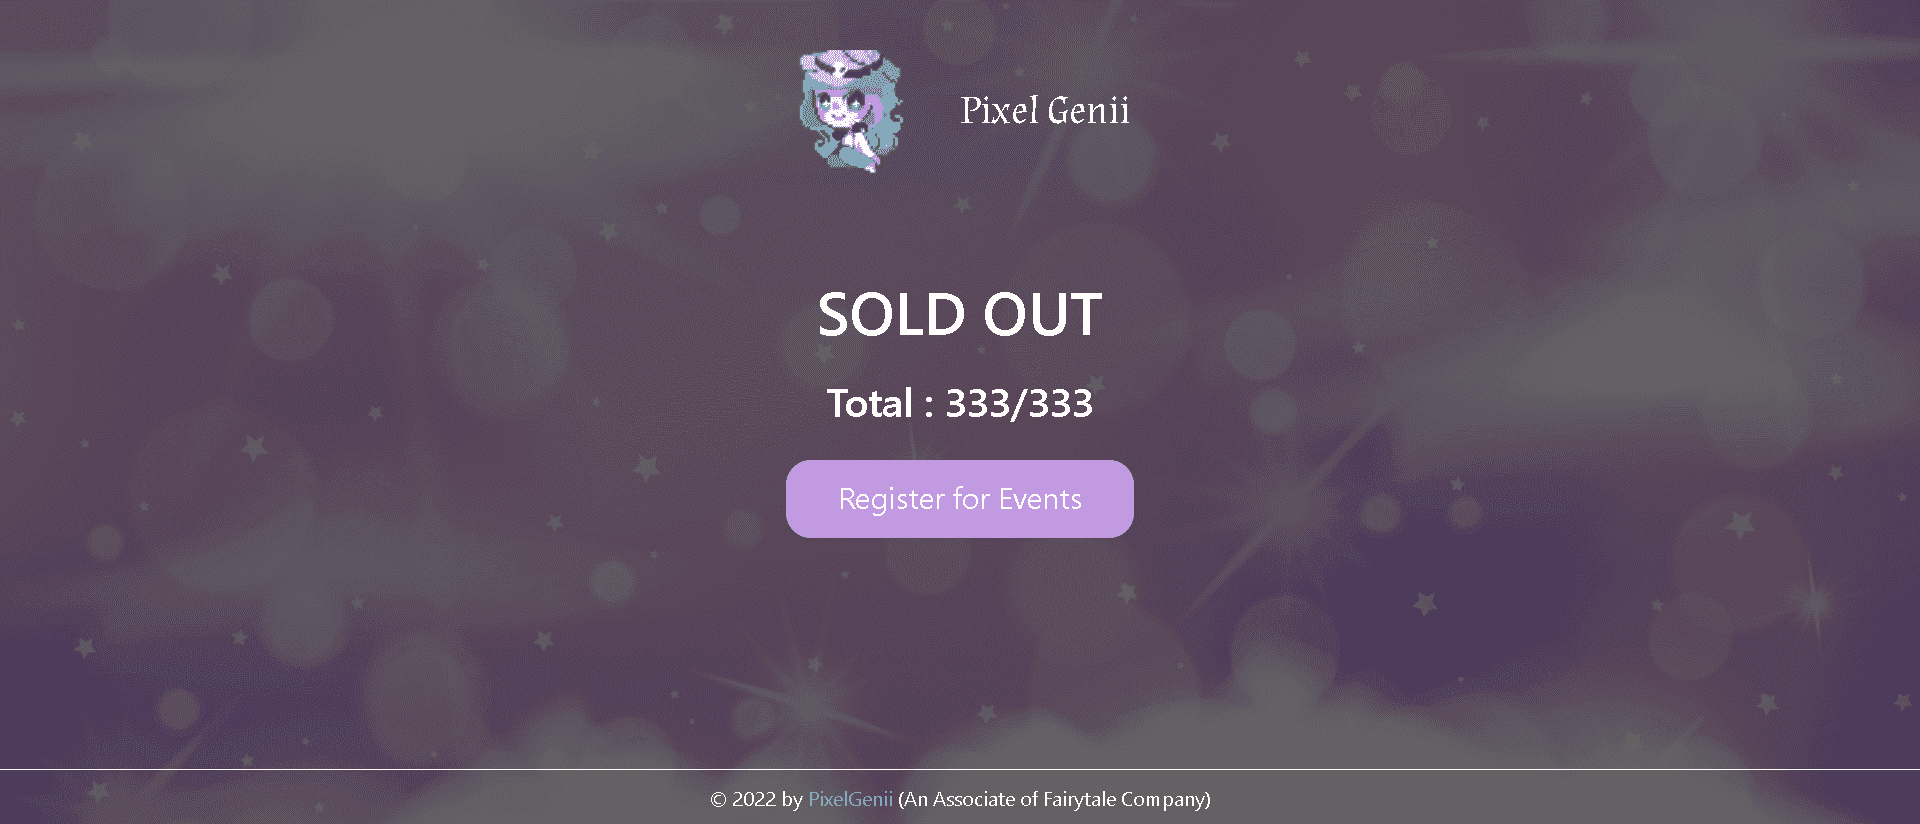 Pixel Genii
SOLD OUT
Total : 333/333
Register for Events
© 2022 by PixelGenii (An Associate of Fairytale Company)